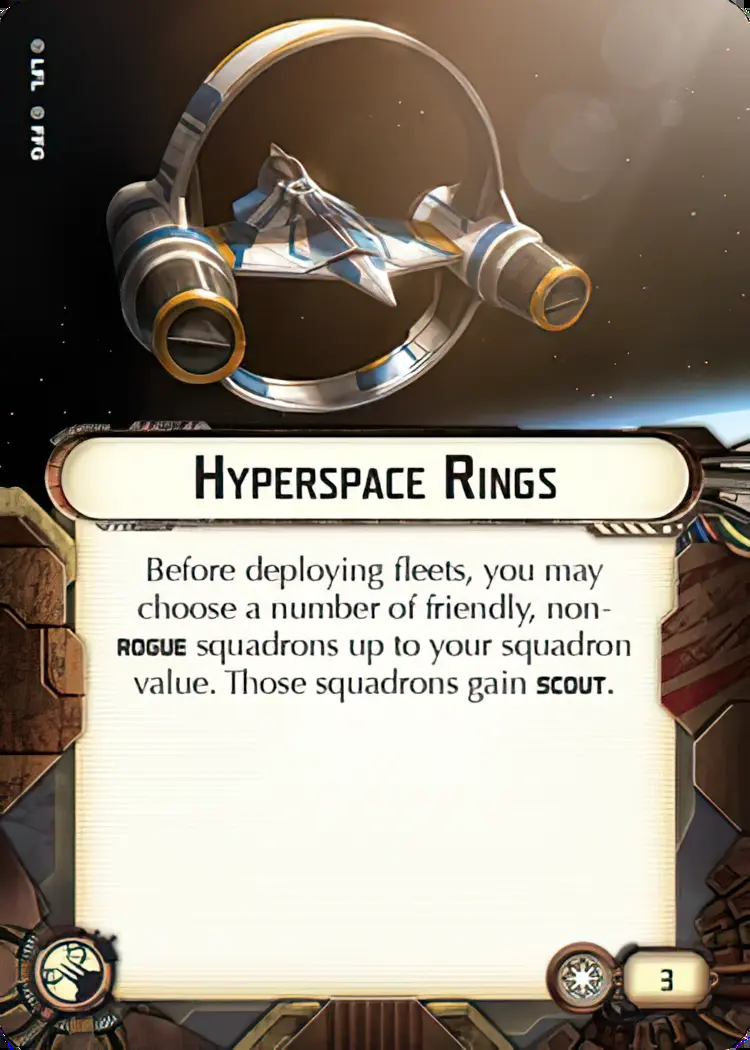 LFL FFG
HYPERSPACE RINGS
Before deploying fleets, you may
choose a number of friendly, non-
ROGUE squadrons up to your squadron
value. Those squadrons gain SCOUT.
3